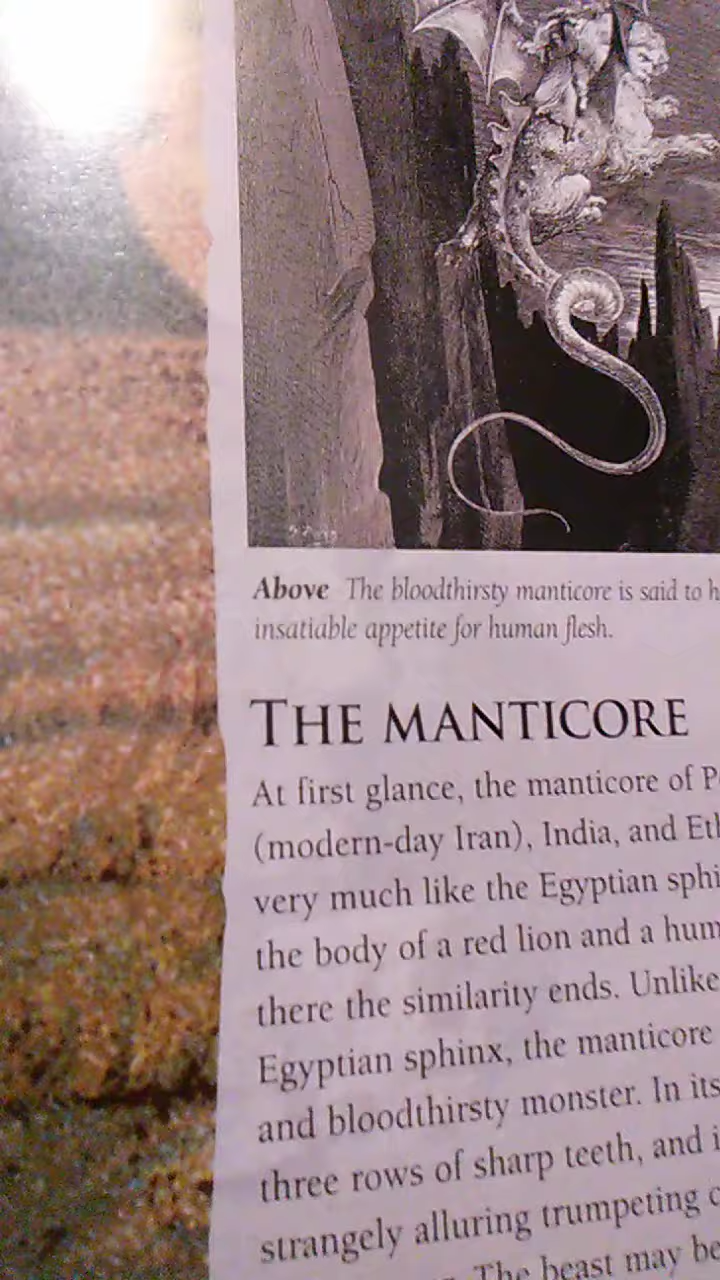 Above The bloodthirsty manticore is said to h
insatiable appetite for human flesh.
THE MANTICORE
At first glance, the manticore of P
(modern-day Iran), India, and Eth
very much like the Egyptian sphi
the body of a red lion and a hum
there the similarity ends. Unlike
Egyptian sphinx, the manticore
and bloodthirsty monster. In its
three rows of sharp teeth, and i
strangely alluring trumpeting c
The beast may be